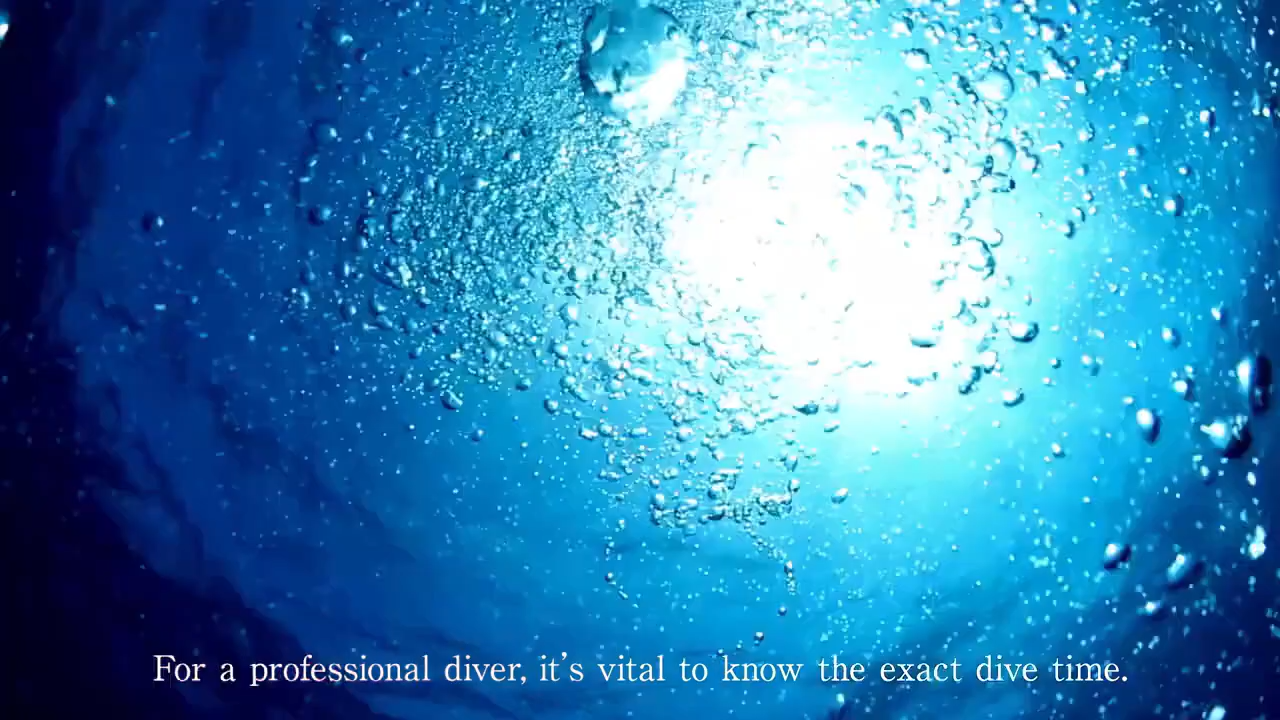 For a professional diver, it’s vital to know the exact dive time.